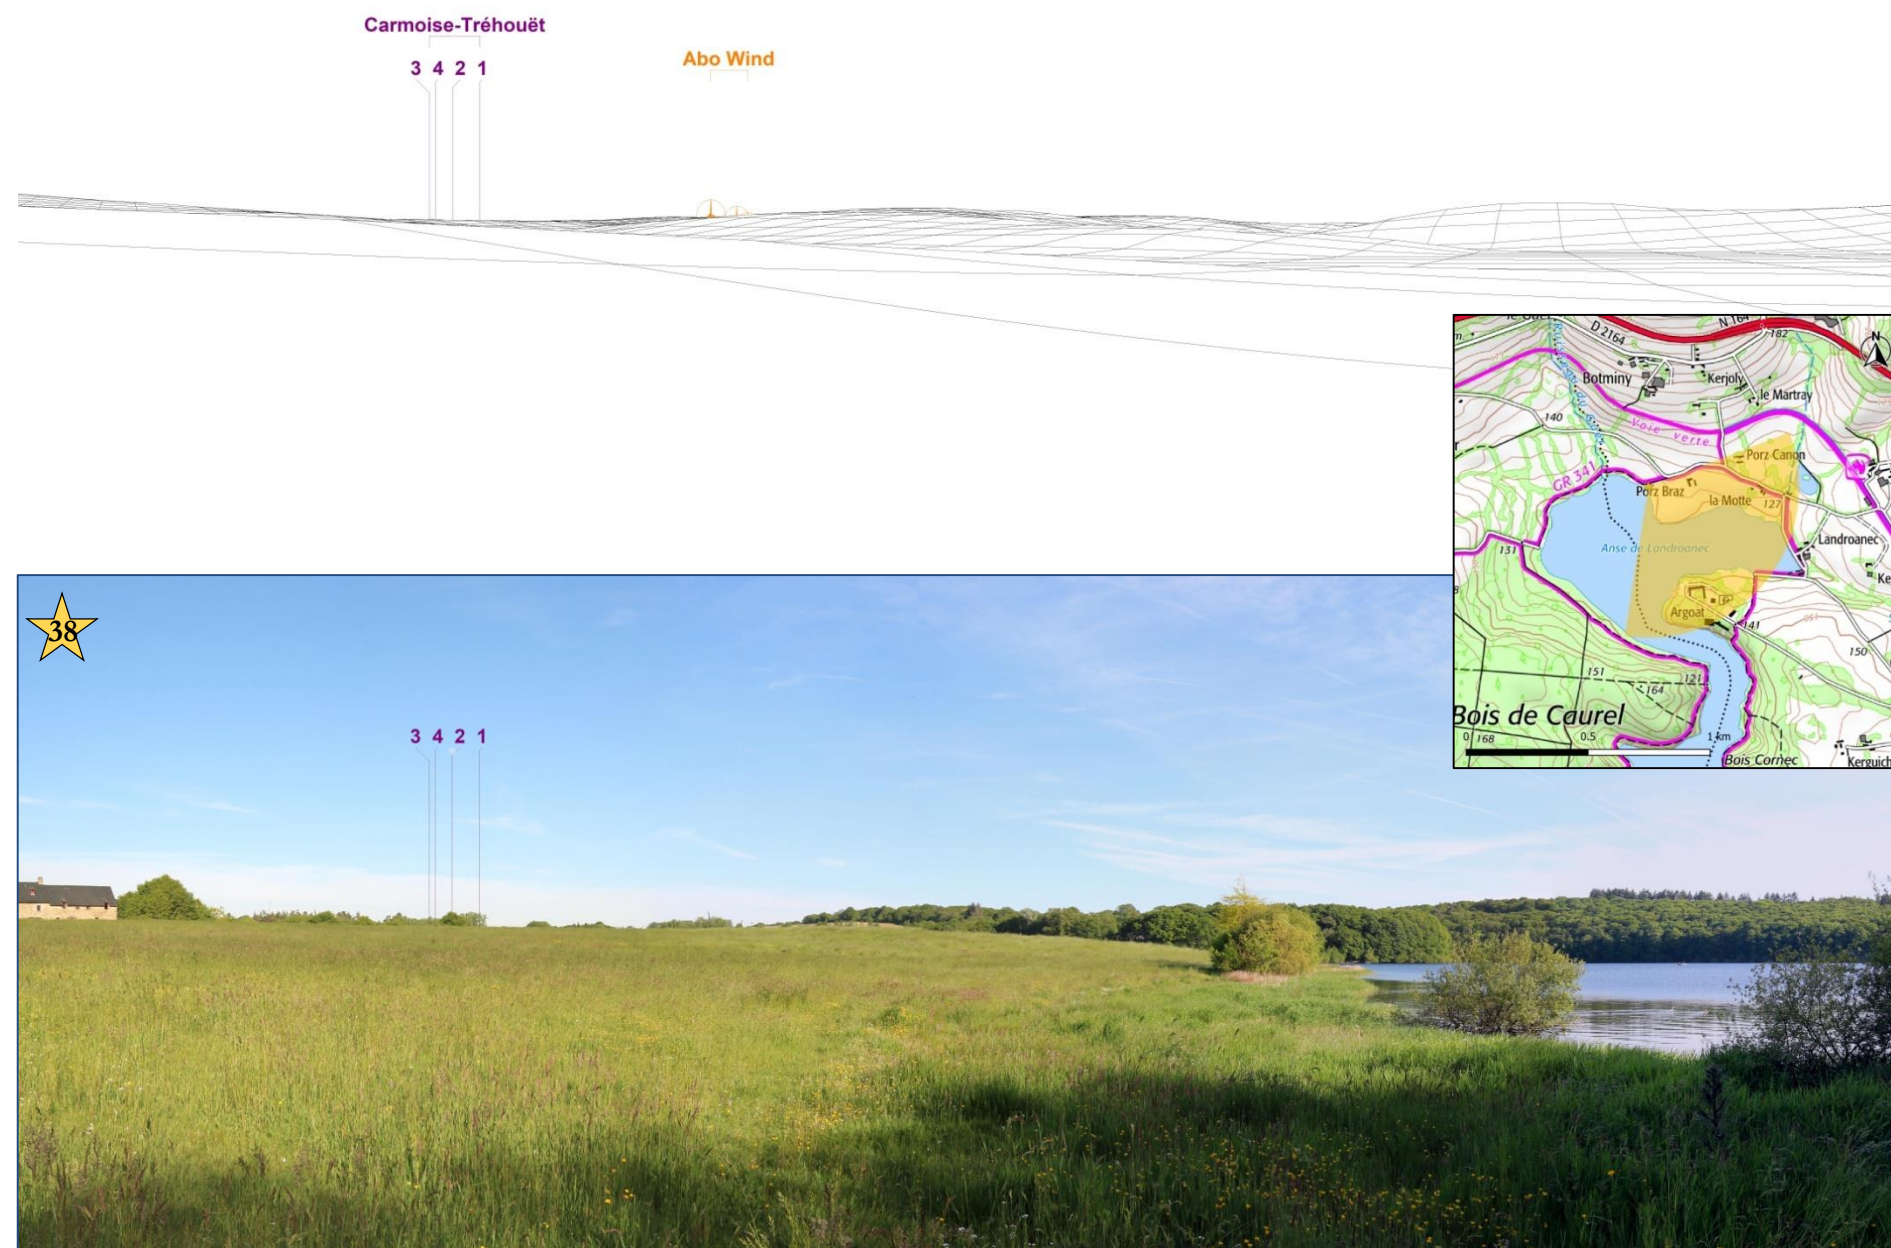 Carmoise-Tréhouët
3 4 2 1
Abo Wind
D 2164
N 164
182
Botminy
Kerjoly
le Martray
140
Voie verte
Porz Canon
GR 341
Porz Braz
la Motte
127
Anse de Landroanec
Landroanec
131
Argoat
141
150
151
121
164
Bois de Caurel
168
0 0.5 1 km
Bois Cornec
Kerguich
N
38
3 4 2 1